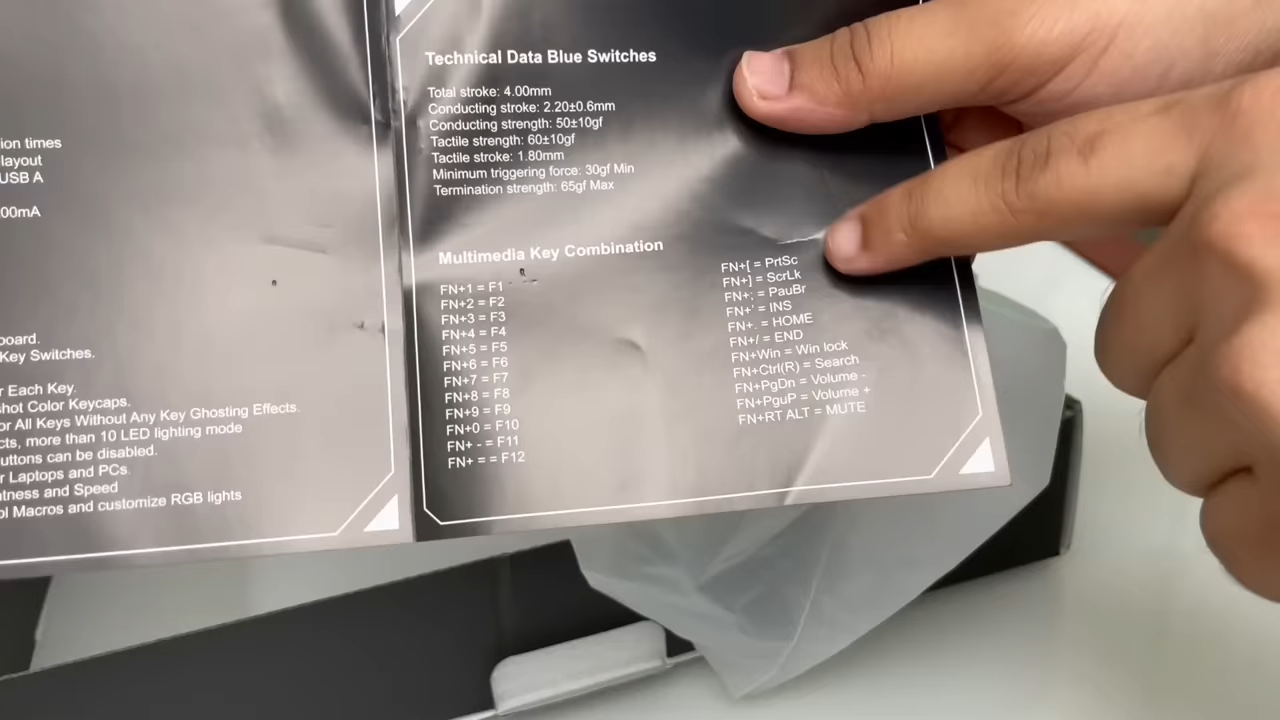 ion times
layout
USB A
00mA
board.
Key Switches.
r Each Key.
shot Color Keycaps.
or All Keys Without Any Key Ghosting Effects.
cts, more than 10 LED lighting mode
uttons can be disabled.
r Laptops and PCs.
htness and Speed
ol Macros and customize RGB lights
Technical Data Blue Switches
Total stroke: 4.00mm
Conducting stroke: 2.20±0.6mm
Conducting strength: 50±10gf
Tactile strength: 60±10gf
Tactile stroke: 1.80mm
Minimum triggering force: 30gf Min
Termination strength: 65gf Max
Multimedia Key Combination
FN+1 = F1
FN+2 = F2
FN+3 = F3
FN+4 = F4
FN+5 = F5
FN+6 = F6
FN+7 = F7
FN+8 = F8
FN+9 = F9
FN+0 = F10
FN+ - = F11
FN+ = = F12
FN+[ = PrtSc
FN+] = ScrLk
FN+; = PauBr
FN+' = INS
FN+. = HOME
FN+/ = END
FN+Win = Win lock
FN+Ctrl(R) = Search
FN+PgDn = Volume -
FN+PguP = Volume +
FN+RT ALT = MUTE